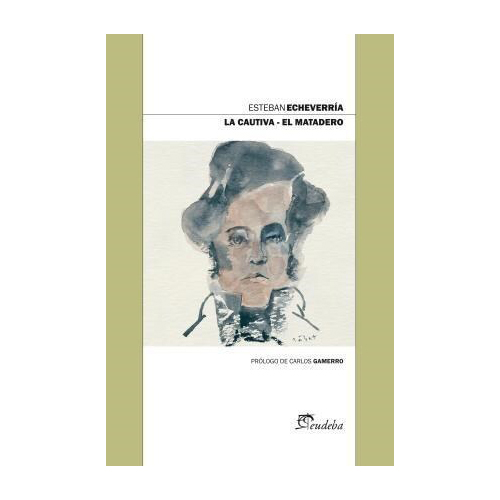 ESTEBAN ECHEVERRÍA
LA CAUTIVA - EL MATADERO
PRÓLOGO DE CARLOS GAMERRO
eudeba